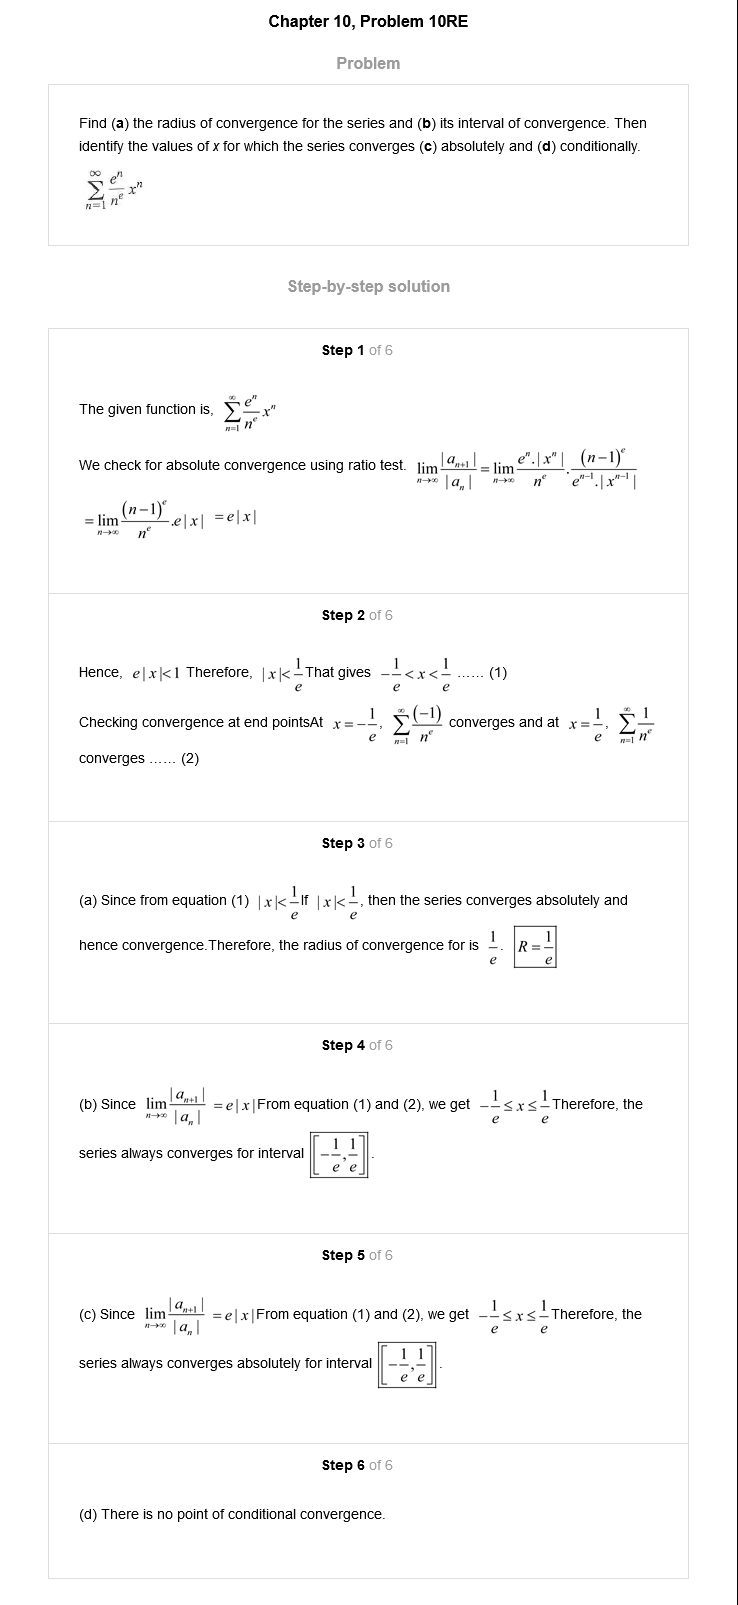 Chapter 10, Problem 10RE
Problem
Find (a) the radius of convergence for the series and (b) its interval of convergence. Then
identify the values of x for which the series converges (c) absolutely and (d) conditionally.
$\sum_{n=1}^{\infty} \frac{e^n}{n^e} x^n$
Step-by-step solution
Step 1 of 6
The given function is, $\sum_{n=1}^{\infty} \frac{e^n}{n^e} x^n$
We check for absolute convergence using ratio test. $\lim_{n \to \infty} \frac{|a_{n+1}|}{|a_n|} = \lim_{n \to \infty} \frac{e^n.|x^n|}{n^e} . \frac{(n-1)^e}{e^{n-1}.|x^{n-1}|}$
$= \lim_{n \to \infty} \frac{(n-1)^e}{n^e} .e|x|$ $= e|x|$
Step 2 of 6
Hence, $e|x|<1$ Therefore, $|x|<\frac{1}{e}$ That gives $-\frac{1}{e}<x<\frac{1}{e}$ ...... (1)
Checking convergence at end pointsAt $x=-\frac{1}{e}$, $\sum_{n=1}^{\infty} \frac{(-1)}{n^e}$ converges and at $x=\frac{1}{e}$, $\sum_{n=1}^{\infty} \frac{1}{n^e}$
converges ...... (2)
Step 3 of 6
(a) Since from equation (1) $|x|<\frac{1}{e}$ If $|x|<\frac{1}{e}$, then the series converges absolutely and
hence convergence.Therefore, the radius of convergence for is $\frac{1}{e}$. $R=\frac{1}{e}$
Step 4 of 6
(b) Since $\lim_{n \to \infty} \frac{|a_{n+1}|}{|a_n|} = e|x|$ From equation (1) and (2), we get $-\frac{1}{e} \le x \le \frac{1}{e}$ Therefore, the
series always converges for interval $\left[-\frac{1}{e}, \frac{1}{e}\right]$.
Step 5 of 6
(c) Since $\lim_{n \to \infty} \frac{|a_{n+1}|}{|a_n|} = e|x|$ From equation (1) and (2), we get $-\frac{1}{e} \le x \le \frac{1}{e}$ Therefore, the
series always converges absolutely for interval $\left[-\frac{1}{e}, \frac{1}{e}\right]$.
Step 6 of 6
(d) There is no point of conditional convergence.